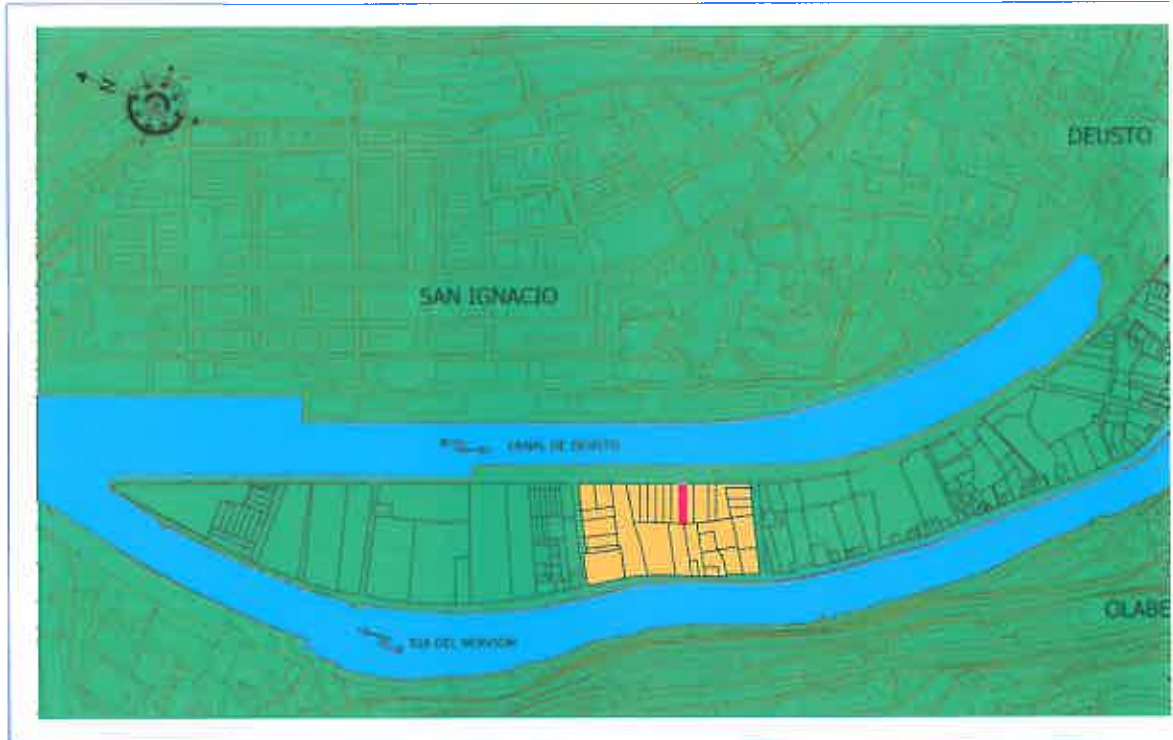 N
DEUSTO
SAN IGNACIO
CANAL DE DEUSTO
OLABE
RIA DEL NERVION